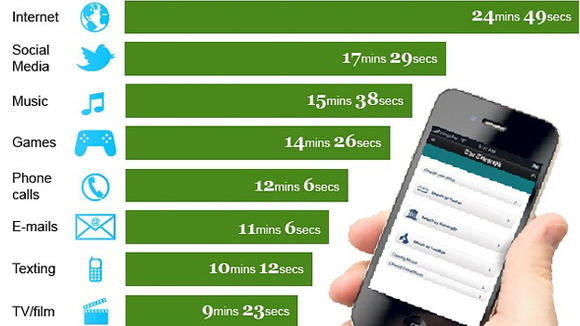 Internet
24mins 49secs
Social
Media
17mins 29secs
Music
15mins 38secs
Games
14mins 26secs
Phone
calls
12mins 6secs
E-mails
11mins 6secs
Texting
10mins 12secs
TV/film
9mins 23secs